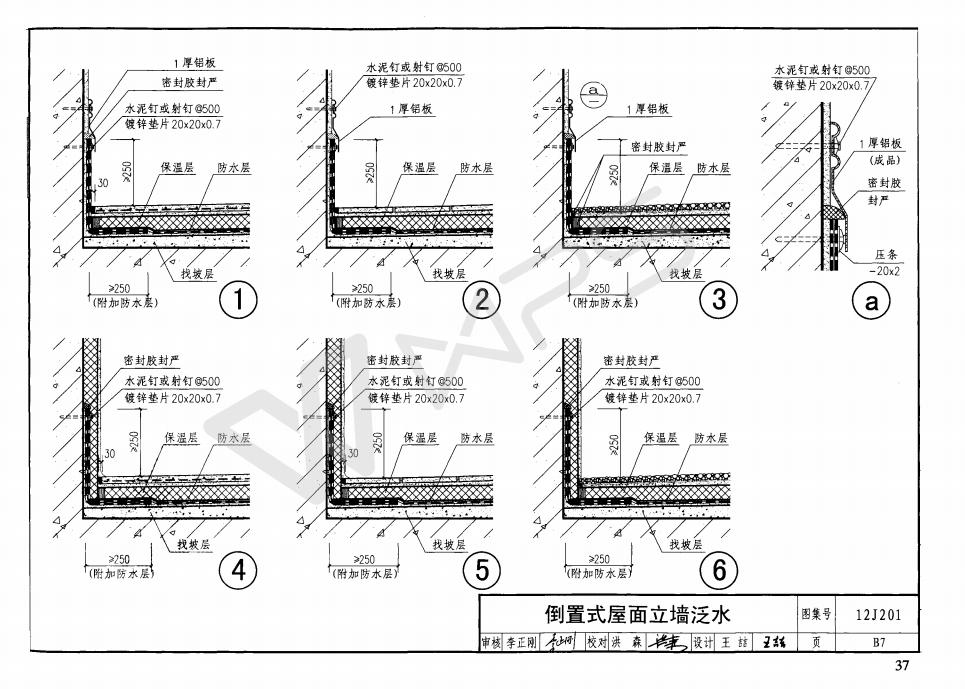 1厚铝板
密封胶封严
水泥钉或射钉@500
镀锌垫片20x20x0.7
≥250
30
保温层
防水层
找坡层
≥250
(附加防水层)
1
水泥钉或射钉@500
镀锌垫片20x20x0.7
1厚铝板
≥250
保温层
防水层
找坡层
≥250
(附加防水层)
2
a
1厚铝板
密封胶封严
≥250
保温层
防水层
找坡层
≥250
(附加防水层)
3
水泥钉或射钉@500
镀锌垫片20x20x0.7
1厚铝板
(成品)
密封胶
封严
压条
-20x2
a
密封胶封严
水泥钉或射钉@500
镀锌垫片20x20x0.7
≥250
30
保温层
防水层
找坡层
≥250
(附加防水层)
4
密封胶封严
水泥钉或射钉@500
镀锌垫片20x20x0.7
≥250
30
保温层
防水层
找坡层
≥250
(附加防水层)
5
密封胶封严
水泥钉或射钉@500
镀锌垫片20x20x0.7
≥250
保温层
防水层
找坡层
≥250
(附加防水层)
6
倒置式屋面立墙泛水 图集号 12J201
审核 李正刚 李正刚 校对 洪森 洪森 设计 王喆 王喆 页 B7
37
WXPS